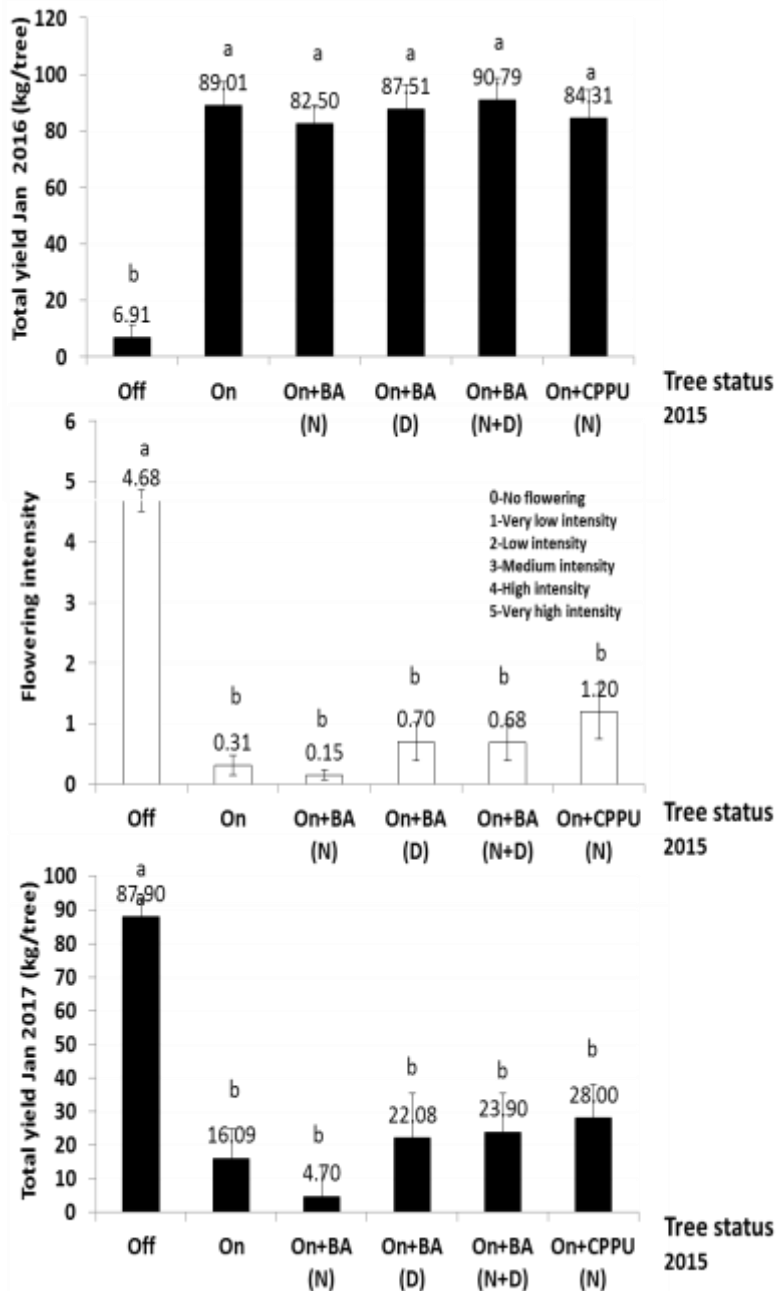 Total yield Jan 2016 (kg/tree)
120
100
80
60
40
20
0
a
a
a
a
a
b
89.01
82.50
87.51
90.79
84.31
6.91
Off
On
On+BA
(N)
On+BA
(D)
On+BA
(N+D)
On+CPPU
(N)
Tree status
2015
Flowering intensity
6
5
4
3
2
1
0
a
4.68
0-No flowering
1-Very low intensity
2-Low intensity
3-Medium intensity
4-High intensity
5-Very high intensity
b
b
b
b
b
0.31
0.15
0.70
0.68
1.20
Off
On
On+BA
(N)
On+BA
(D)
On+BA
(N+D)
On+CPPU
(N)
Tree status
2015
Total yield Jan 2017 (kg/tree)
100
90
80
70
60
50
40
30
20
10
0
a
87.90
a
b
b
b
b
b
16.09
4.70
22.08
23.90
28.00
Off
On
On+BA
(N)
On+BA
(D)
On+BA
(N+D)
On+CPPU
(N)
Tree status
2015